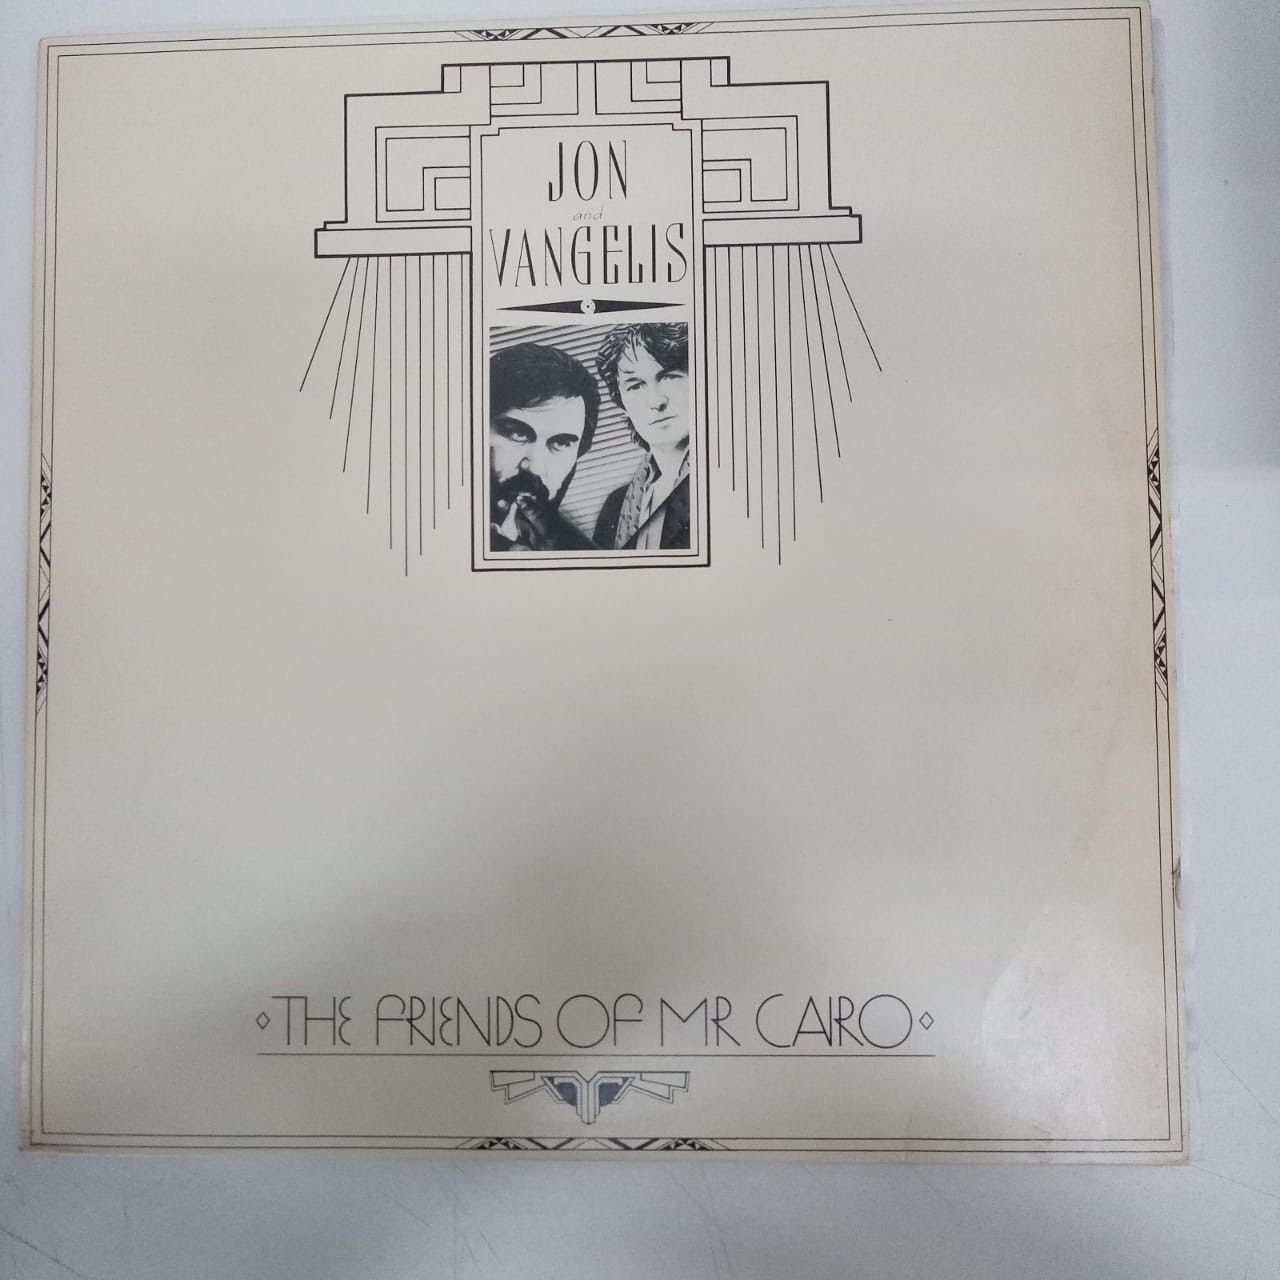 JON
and
VANGELIS
THE FRIENDS OF MR CAIRO